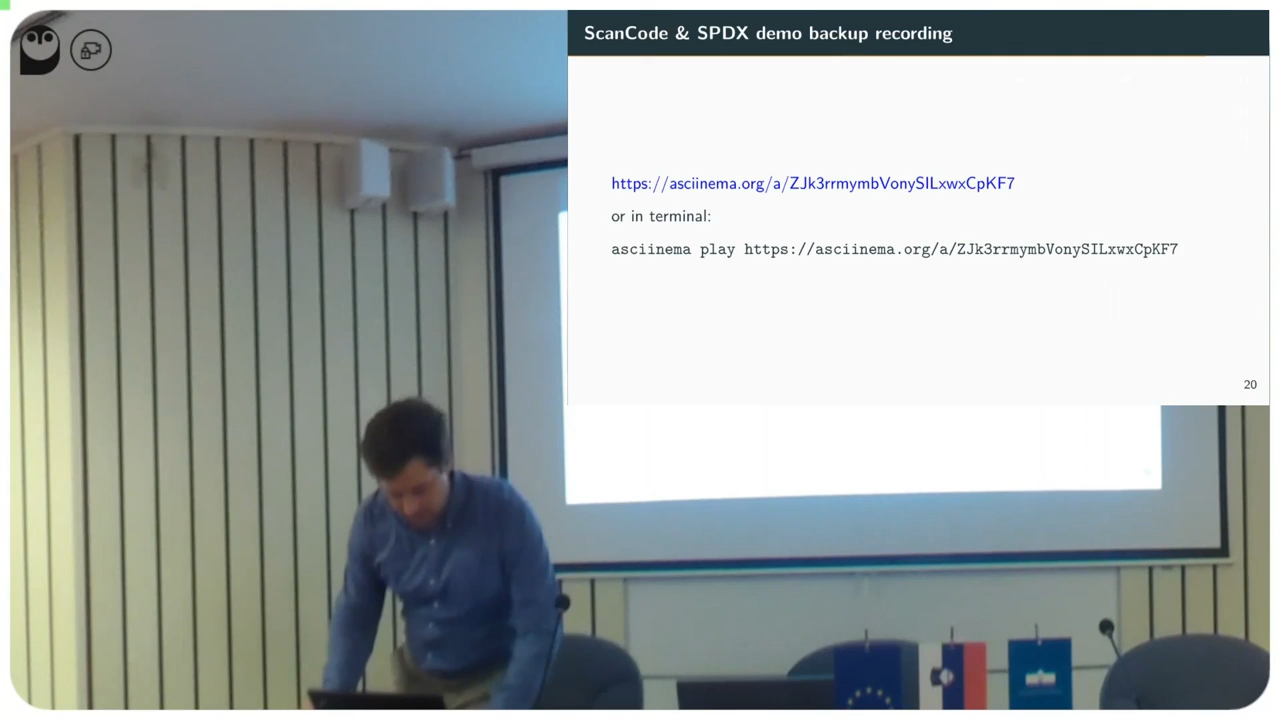 ScanCode & SPDX demo backup recording
https://asciinema.org/a/ZJk3rrmymbVonySILxwxCpKF7
or in terminal:
asciinema play https://asciinema.org/a/ZJk3rrmymbVonySILxwxCpKF7
20